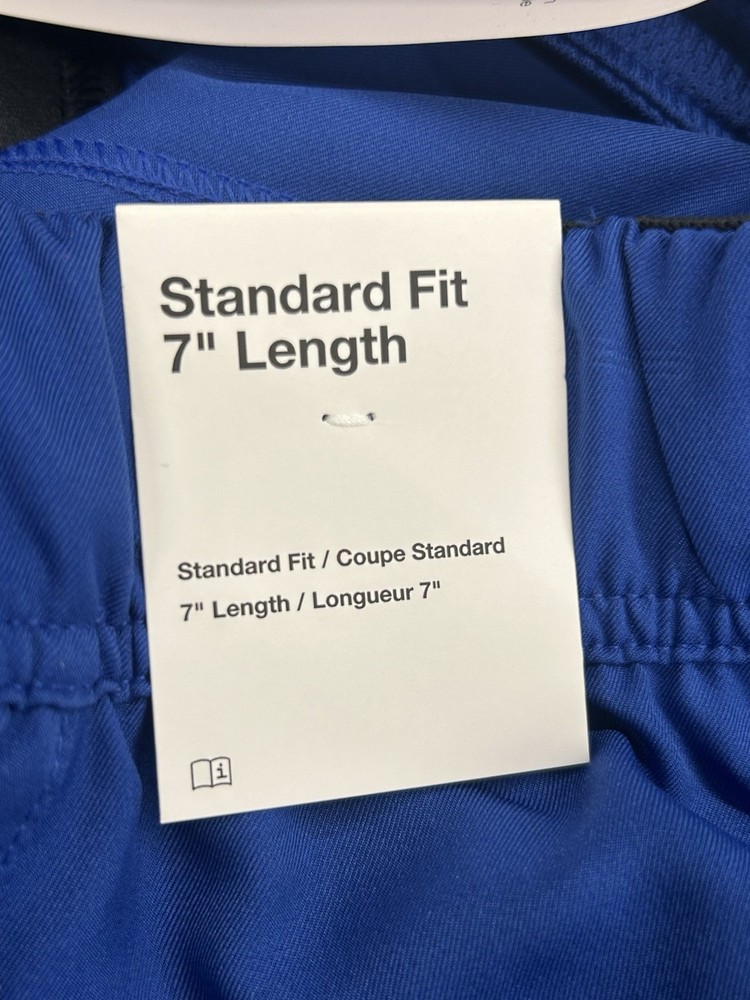 Standard Fit
7" Length
Standard Fit / Coupe Standard
7" Length / Longueur 7"
i